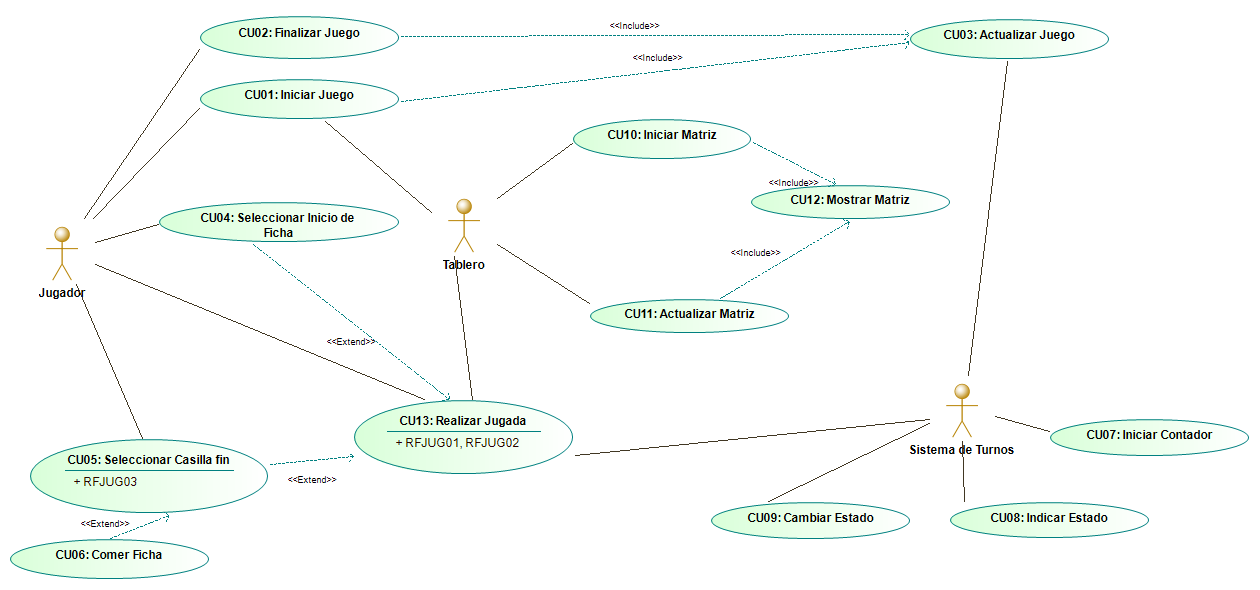 <<Include>>
CU02: Finalizar Juego
CU03: Actualizar Juego
<<Include>>
CU01: Iniciar Juego
CU10: Iniciar Matriz
<<Include>>
CU12: Mostrar Matriz
CU04: Seleccionar Inicio de
Ficha
<<Include>>
Tablero
Jugador
CU11: Actualizar Matriz
<<Extend>>
CU13: Realizar Jugada
+ RFJUG01, RFJUG02
CU07: Iniciar Contador
Sistema de Turnos
CU05: Seleccionar Casilla fin
+ RFJUG03
<<Extend>>
CU09: Cambiar Estado
CU08: Indicar Estado
<<Extend>>
CU06: Comer Ficha